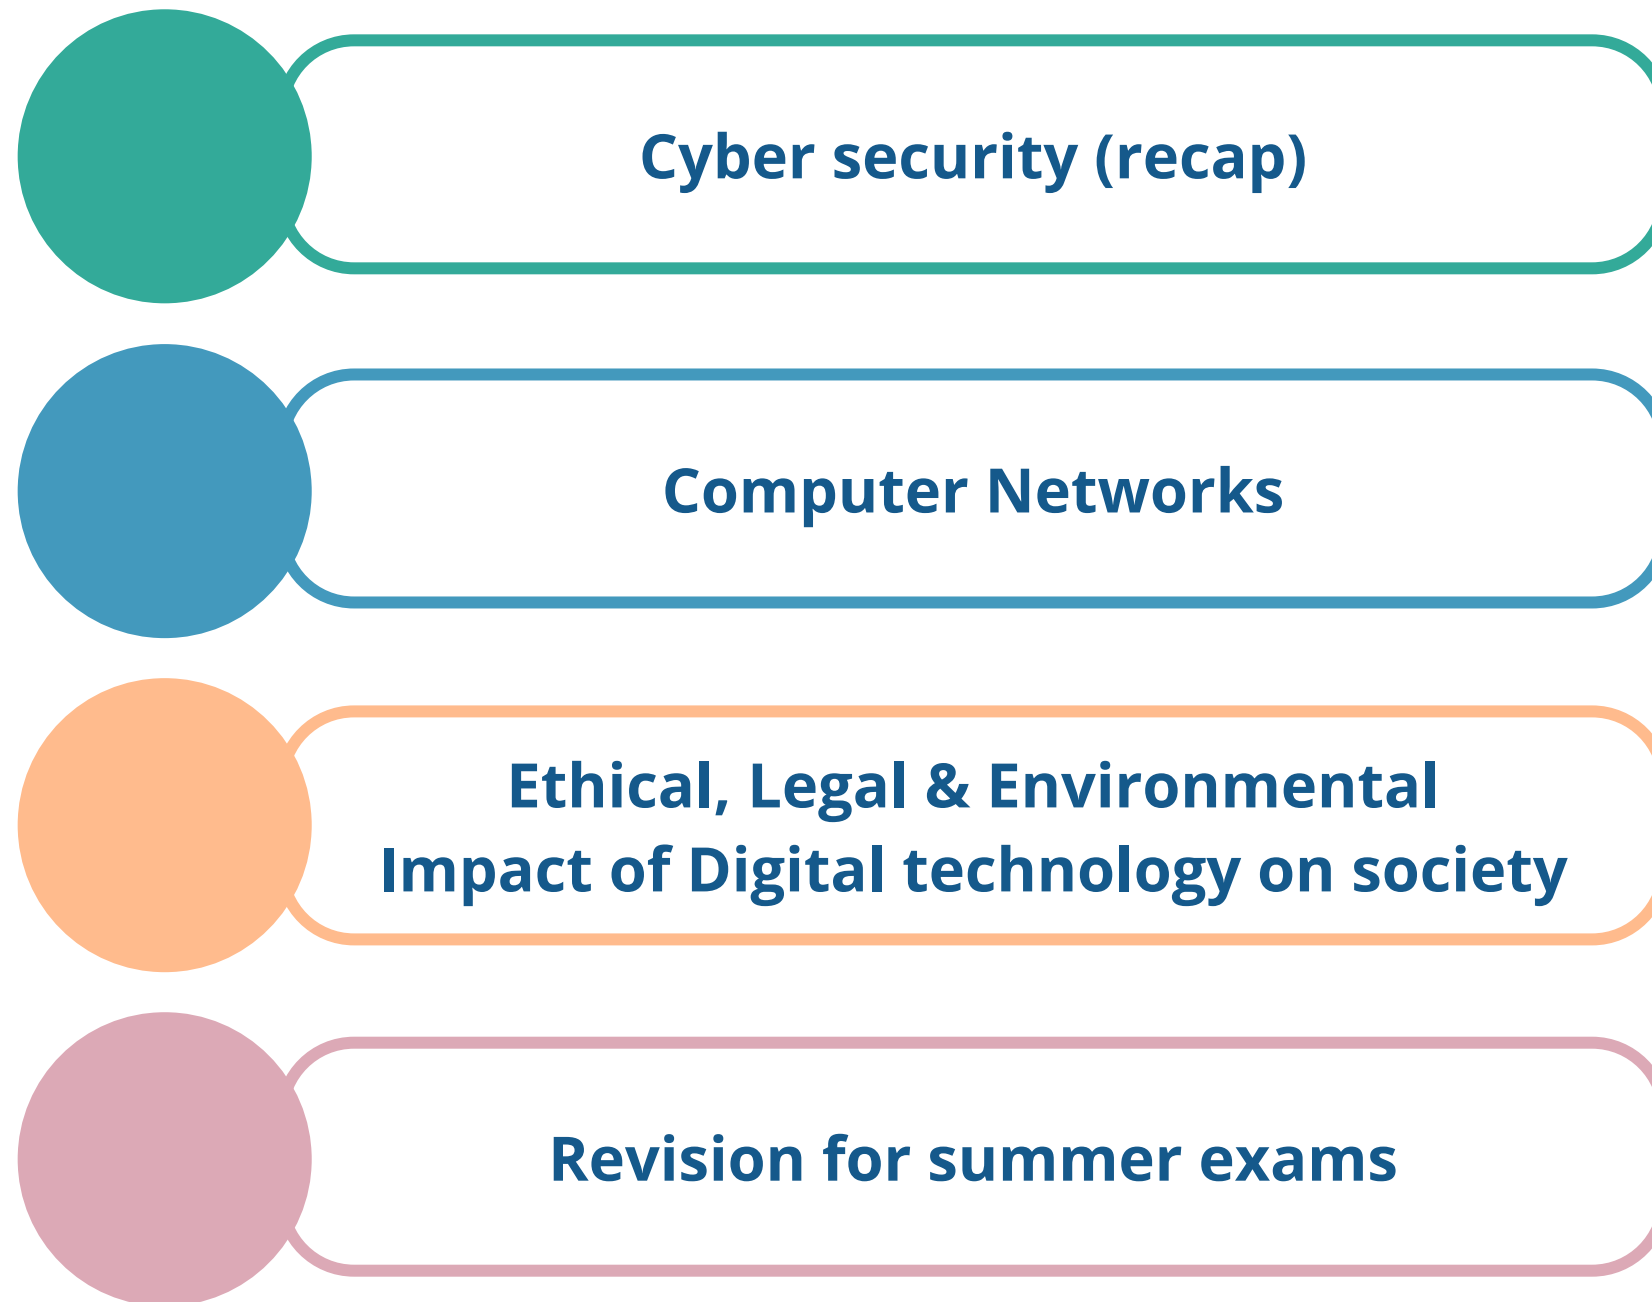 Cyber security (recap)
Computer Networks
Ethical, Legal & Environmental
Impact of Digital technology on society
Revision for summer exams